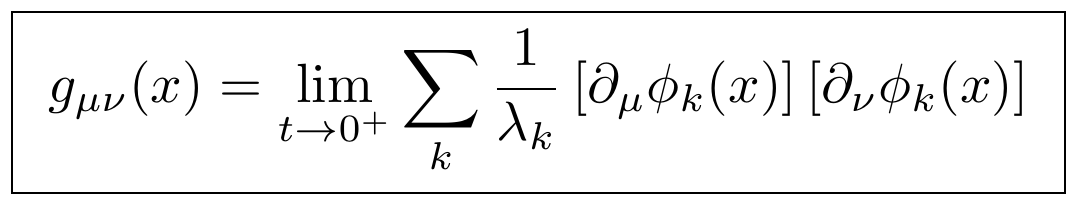 g_{\mu\nu}(x) = \lim_{t \to 0^+} \sum_k \frac{1}{\lambda_k} [\partial_\mu \phi_k(x)] [\partial_\nu \phi_k(x)]